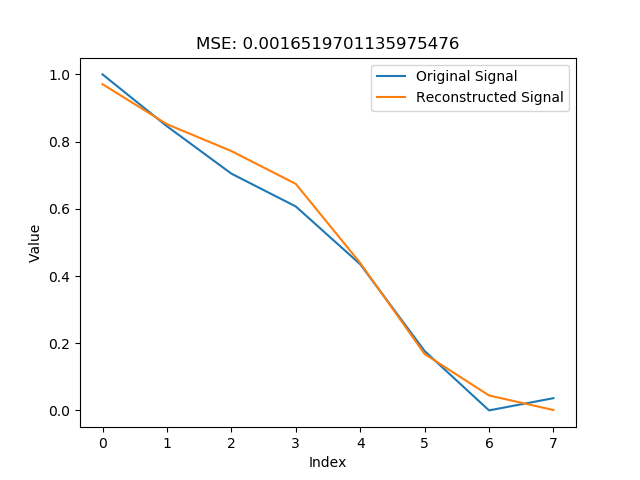 MSE: 0.0016519701135975476
Original Signal
Reconstructed Signal
1.0
0.8
0.6
0.4
0.2
0.0
Value
0 1 2 3 4 5 6 7
Index